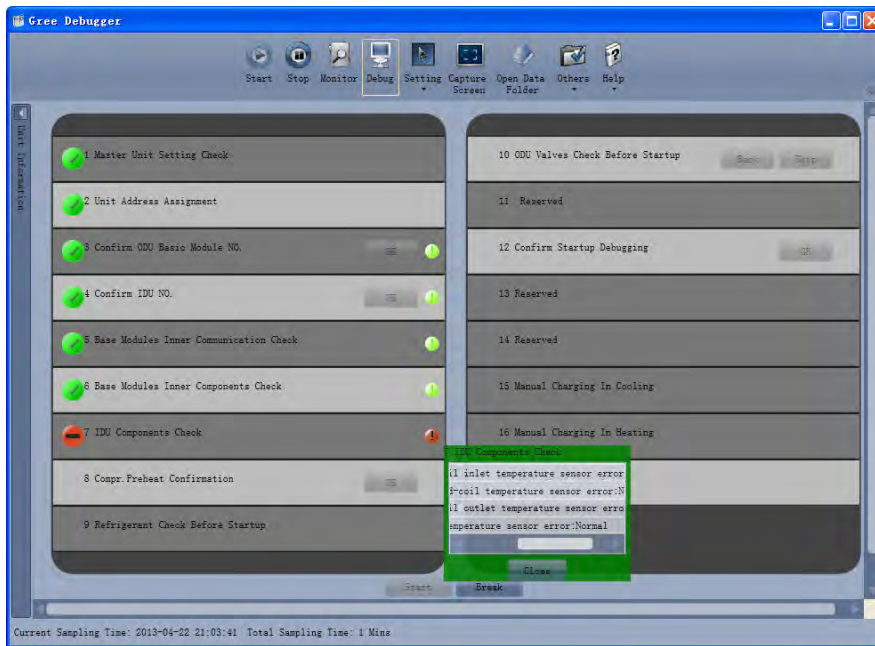 Gree Debugger
Start Stop Monitor Debug Setting Capture Screen Open Data Folder Others Help
Unit Information
1 Master Unit Setting Check
2 Unit Address Assignment
3 Confirm ODU Basic Module NO. OK
4 Confirm IDU NO. OK
5 Base Modules Inner Communication Check
6 Base Modules Inner Components Check
7 IDU Components Check
8 Compr.Preheat Confirmation OK
9 Refrigerant Check Before Startup
10 ODU Valves Check Before Startup Back Skip
11 Reserved
12 Confirm Startup Debugging OK
13 Reserved
14 Reserved
15 Manual Charging In Cooling
16 Manual Charging In Heating
7 IDU Components Check
il inlet temperature sensor error
d-coil temperature sensor error:N
il outlet temperature sensor erro
emperature sensor error:Normal
Close
Start Break
Current Sampling Time: 2013-04-22 21:03:41 Total Sampling Time: 1 Mins